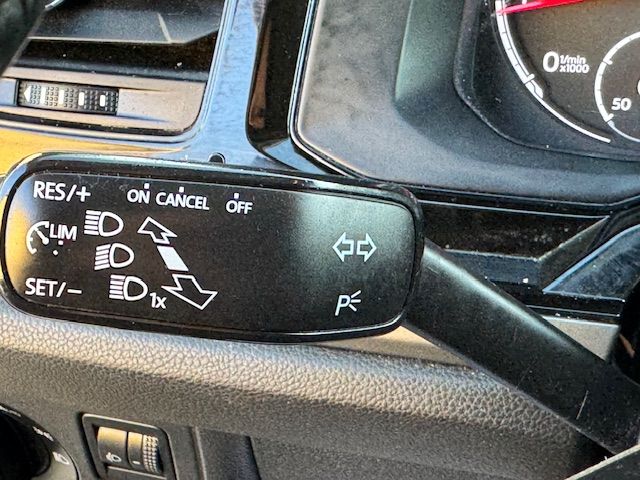 0 1/min
x1000
50
RES/+
ON CANCEL OFF
LIM
SET/−
1x
P